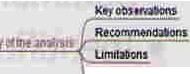 Key observations
Recommendations
of the analysis
Limitations